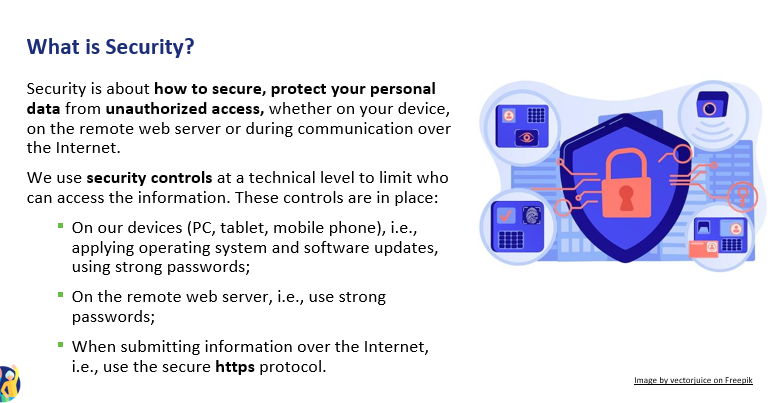 What is Security?
Security is about how to secure, protect your personal
data from unauthorized access, whether on your device,
on the remote web server or during communication over
the Internet.
We use security controls at a technical level to limit who
can access the information. These controls are in place:
▪ On our devices (PC, tablet, mobile phone), i.e.,
applying operating system and software updates,
using strong passwords;
▪ On the remote web server, i.e., use strong
passwords;
▪ When submitting information over the Internet,
i.e., use the secure https protocol.
Image by vectorjuice on Freepik